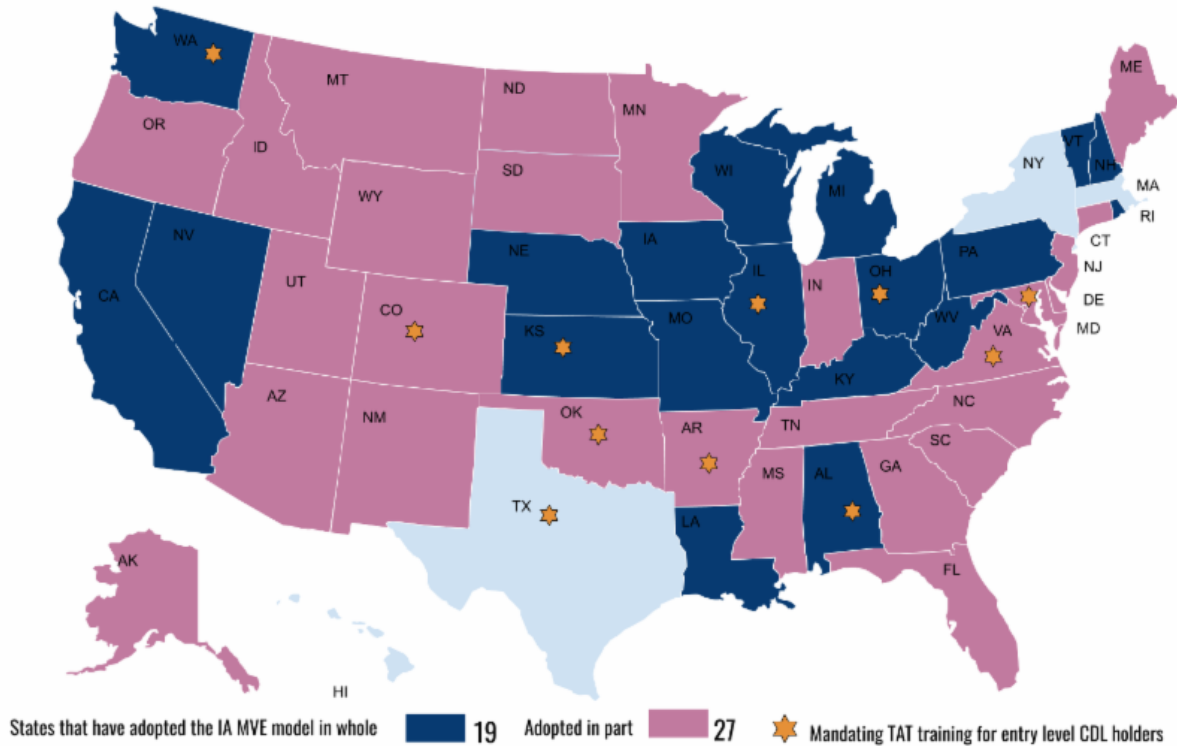 WA
MT
ND
MN
ME
OR
ID
SD
WI
MI
NY
VT
NH
MA
RI
CT
WY
NE
IA
PA
NJ
NV
UT
CO
IL
IN
OH
DE
MD
CA
KS
MO
WV
VA
KY
AZ
NM
OK
AR
TN
NC
SC
MS
AL
GA
TX
LA
FL
AK
HI
States that have adopted the IA MVE model in whole 19 Adopted in part 27 Mandating TAT training for entry level CDL holders